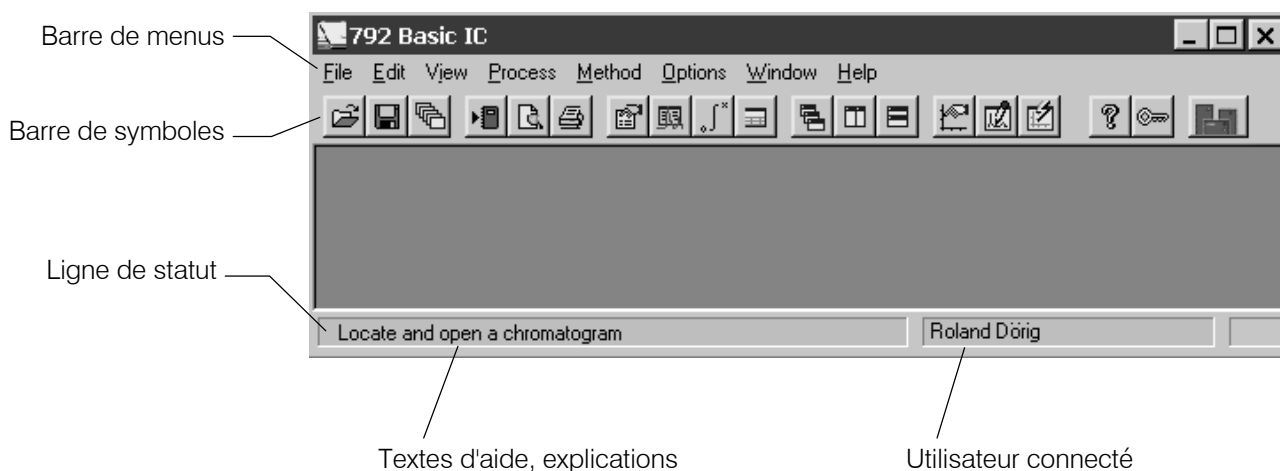 792 Basic IC
Barre de menus
File Edit View Process Method Options Window Help
Barre de symboles
Ligne de statut
Locate and open a chromatogram
Roland Dörig
Textes d'aide, explications
Utilisateur connecté